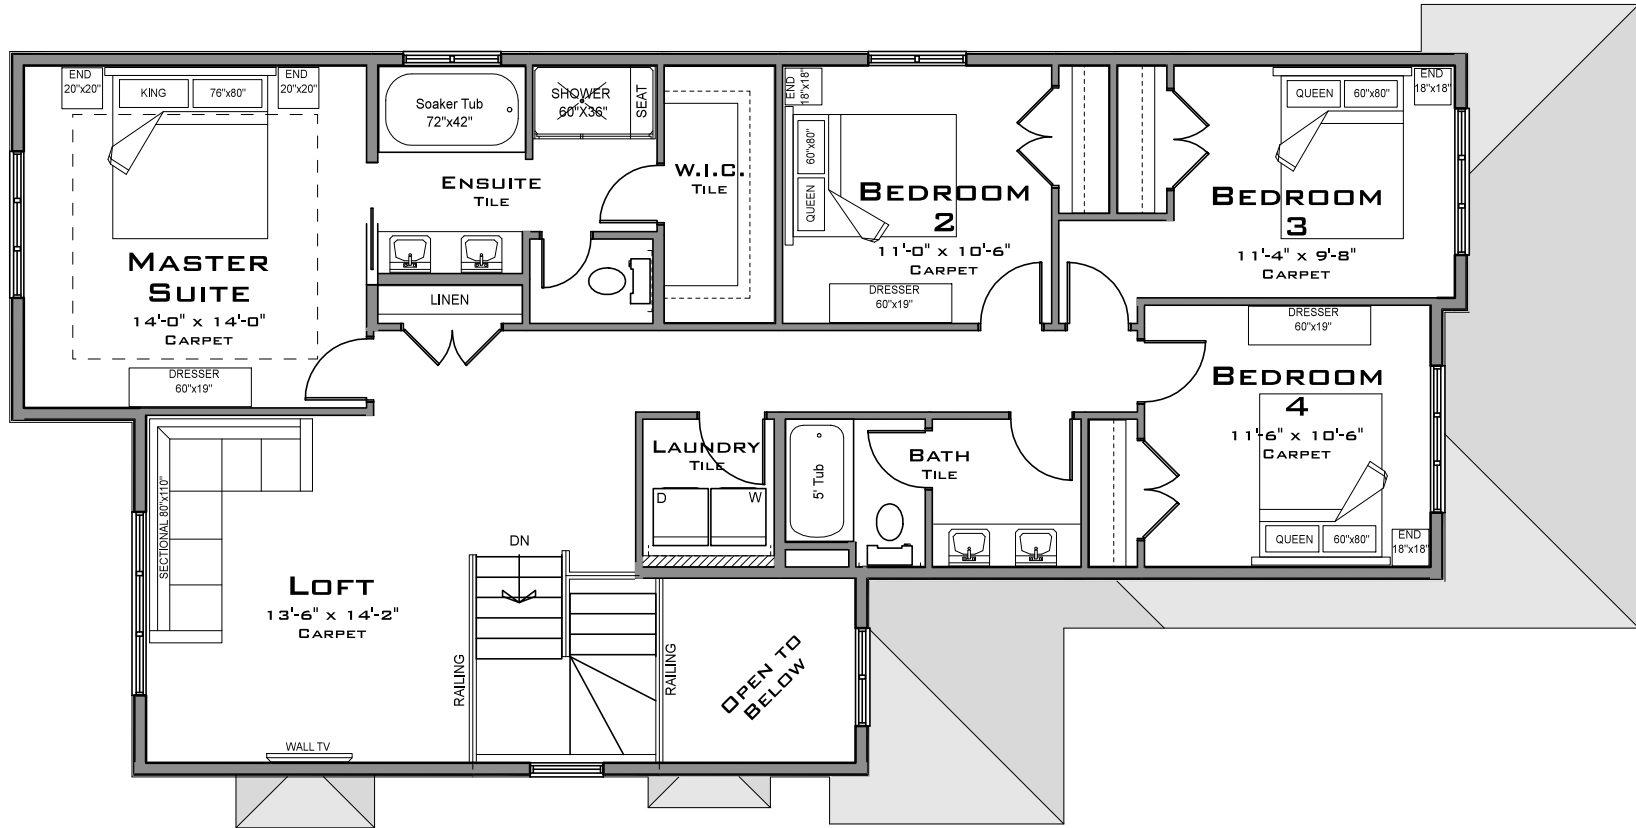 END
20"x20"
KING
76"x80"
END
20"x20"
MASTER
SUITE
14'-0" x 14'-0"
CARPET
DRESSER
60"x19"
Soaker Tub
72"x42"
SHOWER
60"X36"
SEAT
ENSUITE
TILE
LINEN
W.I.C.
TILE
END
18"x18"
60"x80"
QUEEN
BEDROOM
2
11'-0" x 10'-6"
CARPET
DRESSER
60"x19"
QUEEN
60"x80"
END
18"x18"
BEDROOM
3
11'-4" x 9'-8"
CARPET
DRESSER
60"x19"
BEDROOM
4
11'-6" x 10'-6"
CARPET
QUEEN
60"x80"
END
18"x18"
LAUNDRY
TILE
D
W
5' Tub
BATH
TILE
SECTIONAL 80"x110"
LOFT
13'-6" x 14'-2"
CARPET
WALL TV
DN
RAILING
RAILING
OPEN TO
BELOW